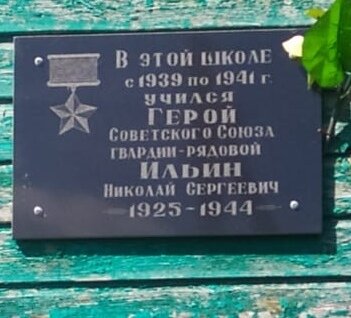 В ЭТОЙ ШКОЛЕ
С 1939 ПО 1941 Г.
УЧИЛСЯ
ГЕРОЙ
СОВЕТСКОГО СОЮЗА
ГВАРДИИ-РЯДОВОЙ
ИЛЬИН
НИКОЛАЙ СЕРГЕЕВИЧ
1925-1944